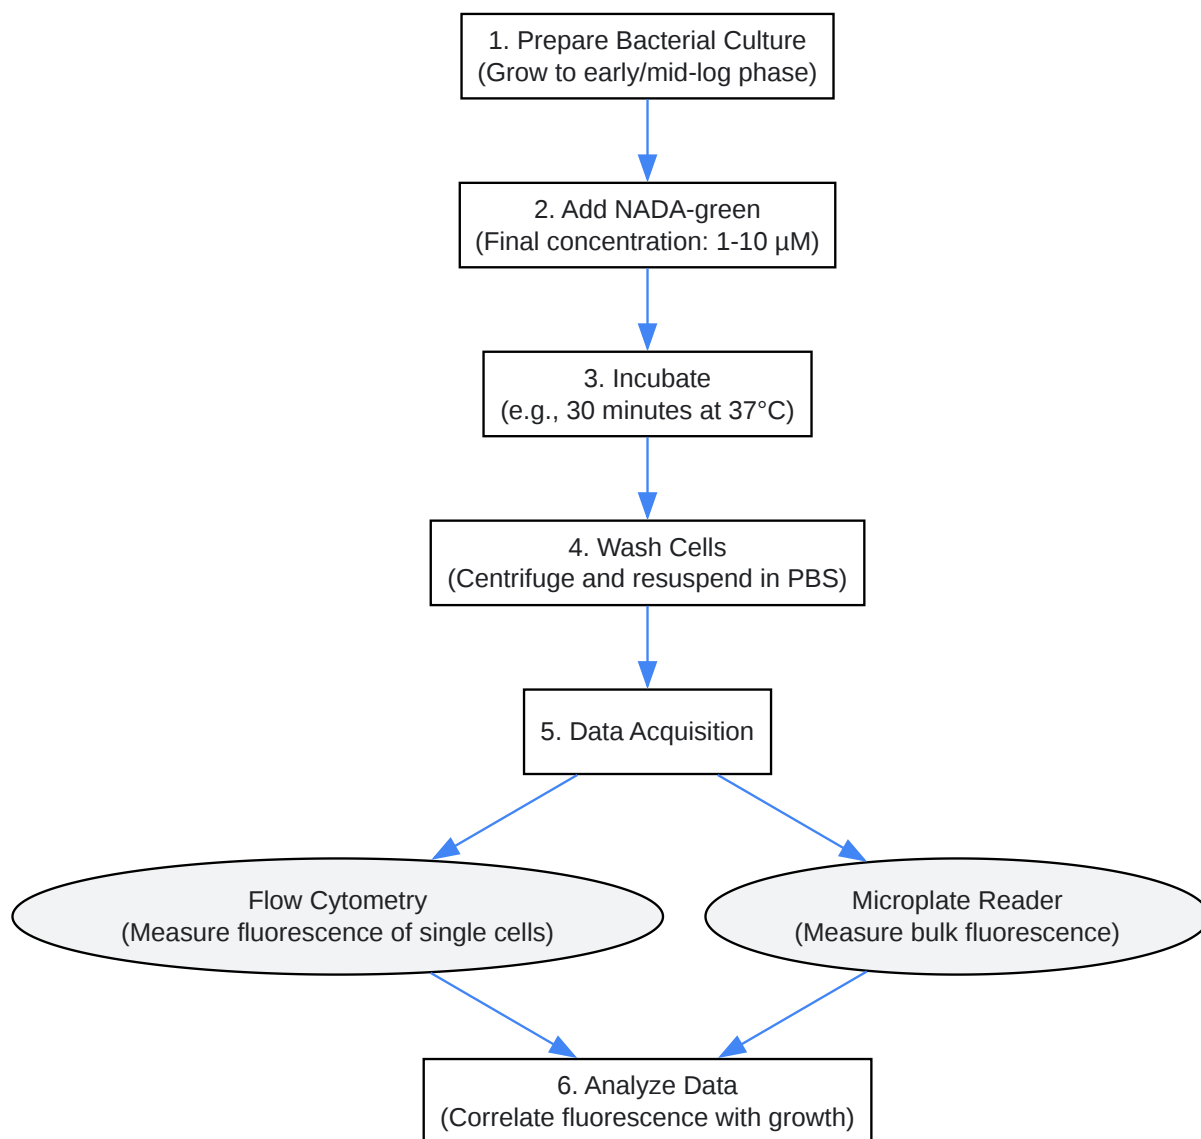 1. Prepare Bacterial Culture
(Grow to early/mid-log phase)
2. Add NADA-green
(Final concentration: 1-10 µM)
3. Incubate
(e.g., 30 minutes at 37°C)
4. Wash Cells
(Centrifuge and resuspend in PBS)
5. Data Acquisition
Flow Cytometry
(Measure fluorescence of single cells)
Microplate Reader
(Measure bulk fluorescence)
6. Analyze Data
(Correlate fluorescence with growth)